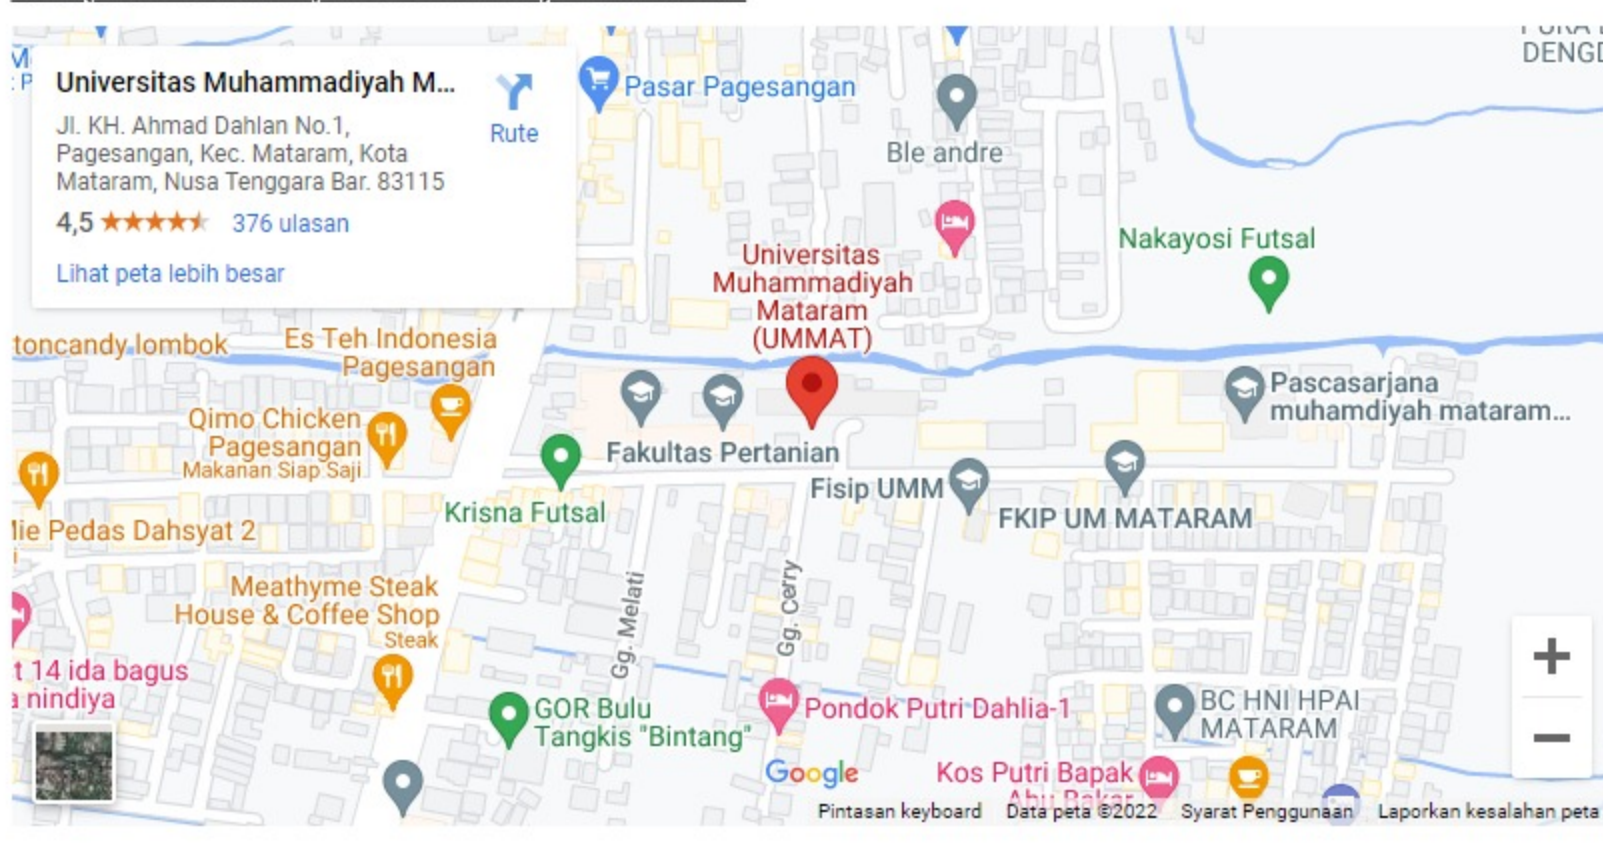 PURA
DENGD
Universitas Muhammadiyah M...
Rute
Jl. KH. Ahmad Dahlan No.1,
Pagesangan, Kec. Mataram, Kota
Mataram, Nusa Tenggara Bar. 83115
4,5
376 ulasan
Lihat peta lebih besar
Pasar Pagesangan
Ble andre
Universitas
Muhammadiyah
Mataram
(UMMAT)
Nakayosi Futsal
toncandy lombok
Es Teh Indonesia
Pagesangan
Qimo Chicken
Pagesangan
Makanan Siap Saji
Pascasarjana
muhamdiyah mataram...
Fakultas Pertanian
Fisip UMM
FKIP UM MATARAM
Krisna Futsal
Mie Pedas Dahsyat 2
Meathyme Steak
House & Coffee Shop
Steak
Gg. Melati
Gg. Cerry
t 14 ida bagus
a nindiya
GOR Bulu
Tangkis "Bintang"
Pondok Putri Dahlia-1
BC HNI HPAI
MATARAM
Kos Putri Bapak
Abu Bakar
Google
+
−
Pintasan keyboard
Data peta ©2022
Syarat Penggunaan
Laporkan kesalahan peta